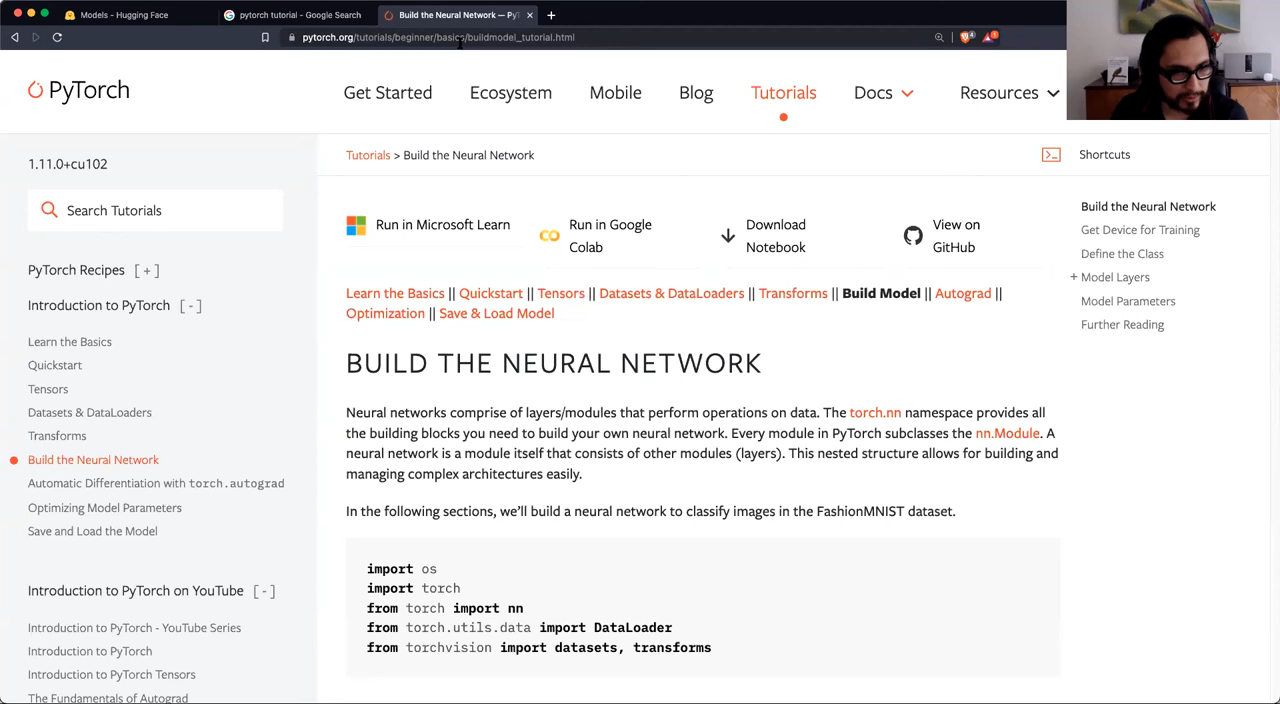 Models - Hugging Face
pytorch tutorial - Google Search
Build the Neural Network — PyT
pytorch.org/tutorials/beginner/basics/buildmodel_tutorial.html
PyTorch
Get Started
Ecosystem
Mobile
Blog
Tutorials
Docs
Resources
1.11.0+cu102
Search Tutorials
PyTorch Recipes [ + ]
Introduction to PyTorch [ - ]
Learn the Basics
Quickstart
Tensors
Datasets & DataLoaders
Transforms
Build the Neural Network
Automatic Differentiation with torch.autograd
Optimizing Model Parameters
Save and Load the Model
Introduction to PyTorch on YouTube [ - ]
Introduction to PyTorch - YouTube Series
Introduction to PyTorch
Introduction to PyTorch Tensors
The Fundamentals of Autograd
Tutorials > Build the Neural Network
Run in Microsoft Learn
Run in Google
Colab
Download
Notebook
View on
GitHub
Learn the Basics || Quickstart || Tensors || Datasets & DataLoaders || Transforms || Build Model || Autograd ||
Optimization || Save & Load Model
BUILD THE NEURAL NETWORK
Neural networks comprise of layers/modules that perform operations on data. The torch.nn namespace provides all
the building blocks you need to build your own neural network. Every module in PyTorch subclasses the nn.Module. A
neural network is a module itself that consists of other modules (layers). This nested structure allows for building and
managing complex architectures easily.
In the following sections, we'll build a neural network to classify images in the FashionMNIST dataset.
import os
import torch
from torch import nn
from torch.utils.data import DataLoader
from torchvision import datasets, transforms
Shortcuts
Build the Neural Network
Get Device for Training
Define the Class
+ Model Layers
Model Parameters
Further Reading